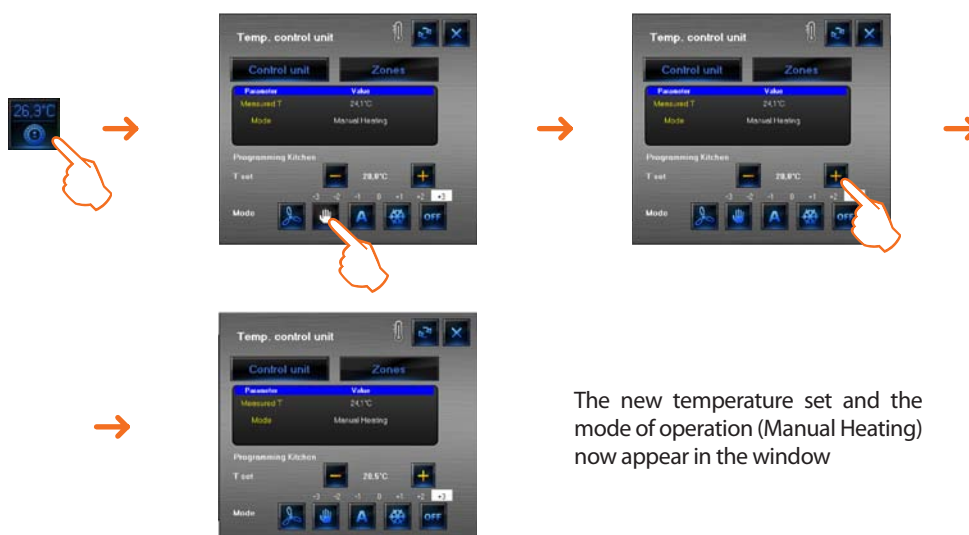 26,3°C
Temp. control unit
Control unit Zones
Parameter Value
Measured T 24,1°C
Mode Manual Heating
Programming Kitchen
T set 20,0°C
-3 -2 -1 0 +1 +2 +3
Mode A OFF
Temp. control unit
Control unit Zones
Parameter Value
Measured T 24,1°C
Mode Manual Heating
Programming Kitchen
T set 20,0°C
-3 -2 -1 0 +1 +2
Mode A OFF
Temp. control unit
Control unit Zones
Parameter Value
Measured T 24,1°C
Mode Manual Heating
Programming Kitchen
T set 20,5°C
-3 -2 -1 0 +1 +2 +3
Mode A OFF
The new temperature set and the
mode of operation (Manual Heating)
now appear in the window